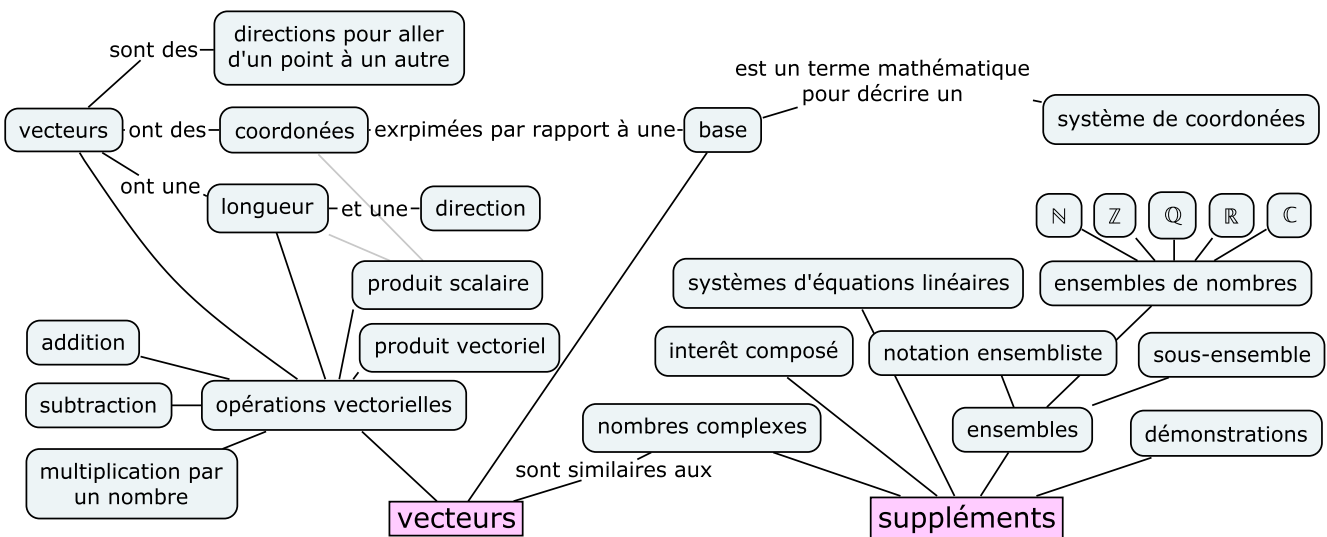 directions pour aller
d'un point à un autre
sont des
est un terme mathématique
pour décrire un
vecteurs
ont des
coordonées
exrpimées par rapport à une
base
système de coordonées
ont une
longueur
et une
direction
ℕ
ℤ
ℚ
ℝ
ℂ
produit scalaire
systèmes d'équations linéaires
ensembles de nombres
addition
produit vectoriel
interêt composé
notation ensembliste
sous-ensemble
subtraction
opérations vectorielles
nombres complexes
ensembles
démonstrations
multiplication par
un nombre
sont similaires aux
vecteurs
suppléments